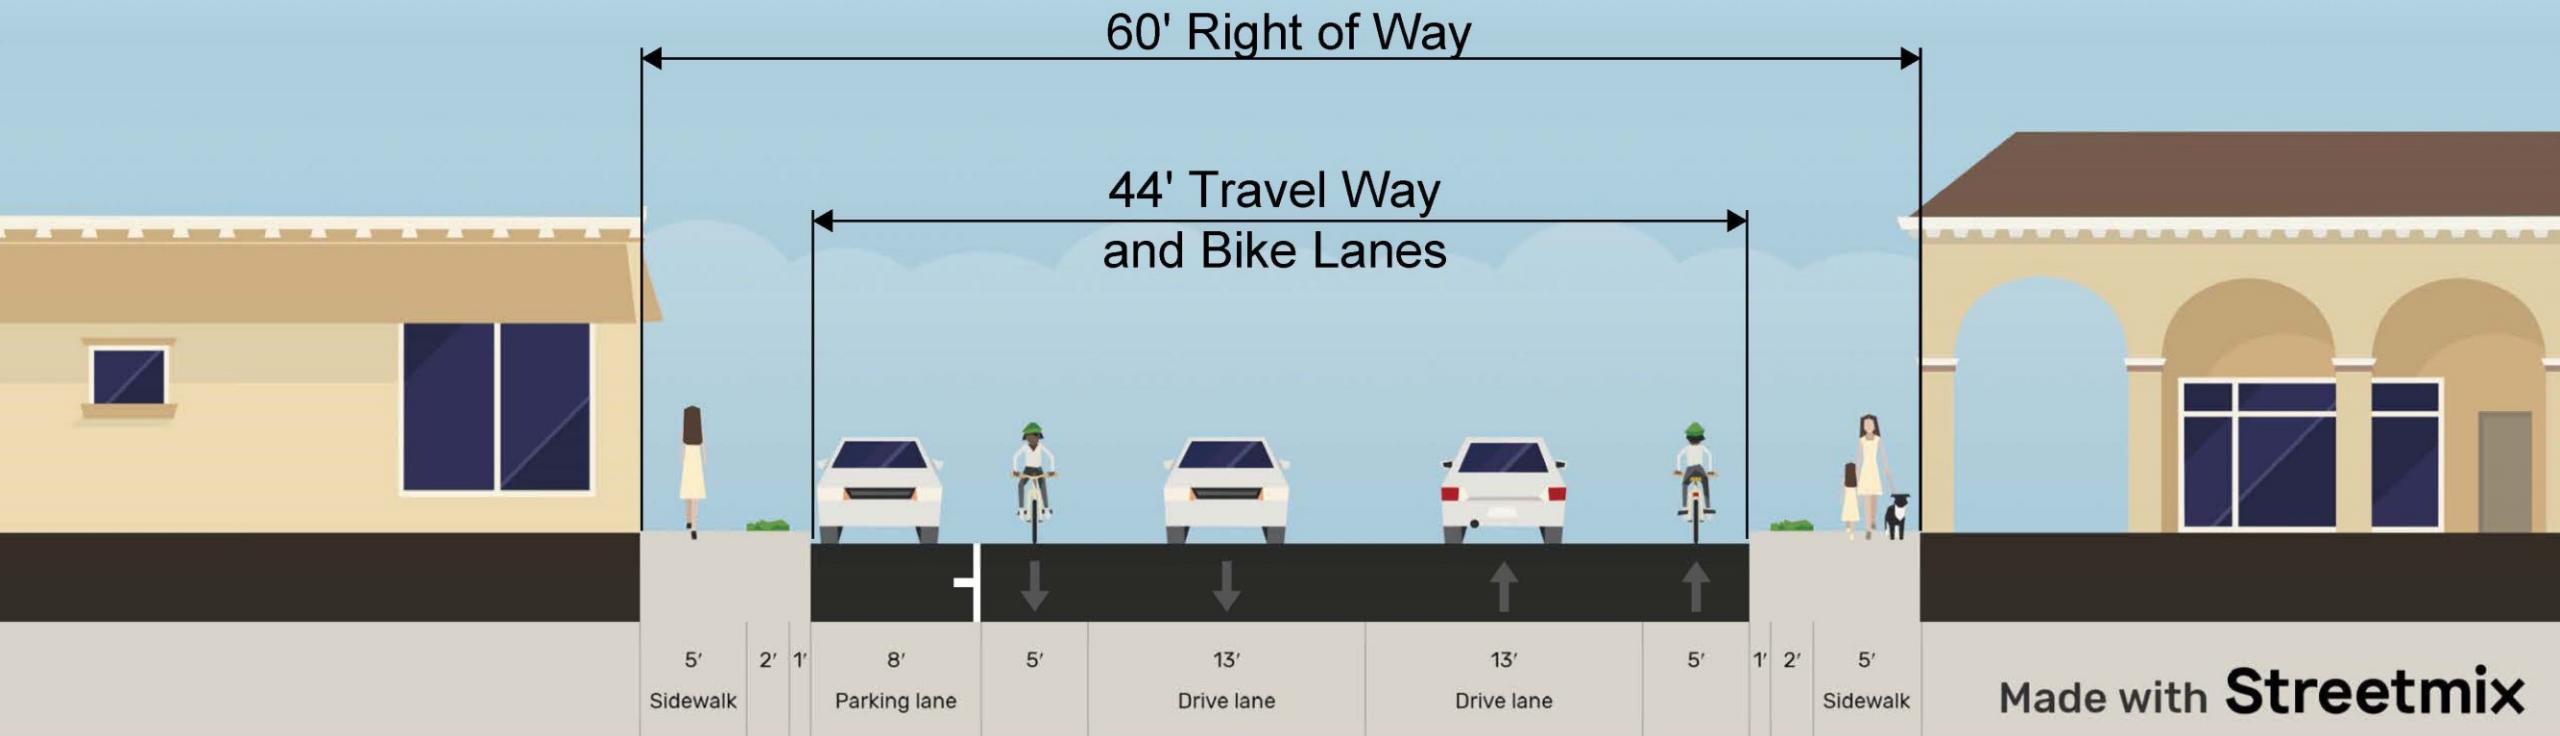 60' Right of Way
44' Travel Way
and Bike Lanes
5' 2' 1' 8' 5' 13' 13' 5' 1' 2' 5'
Sidewalk Parking lane Drive lane Drive lane Sidewalk
Made with Streetmix